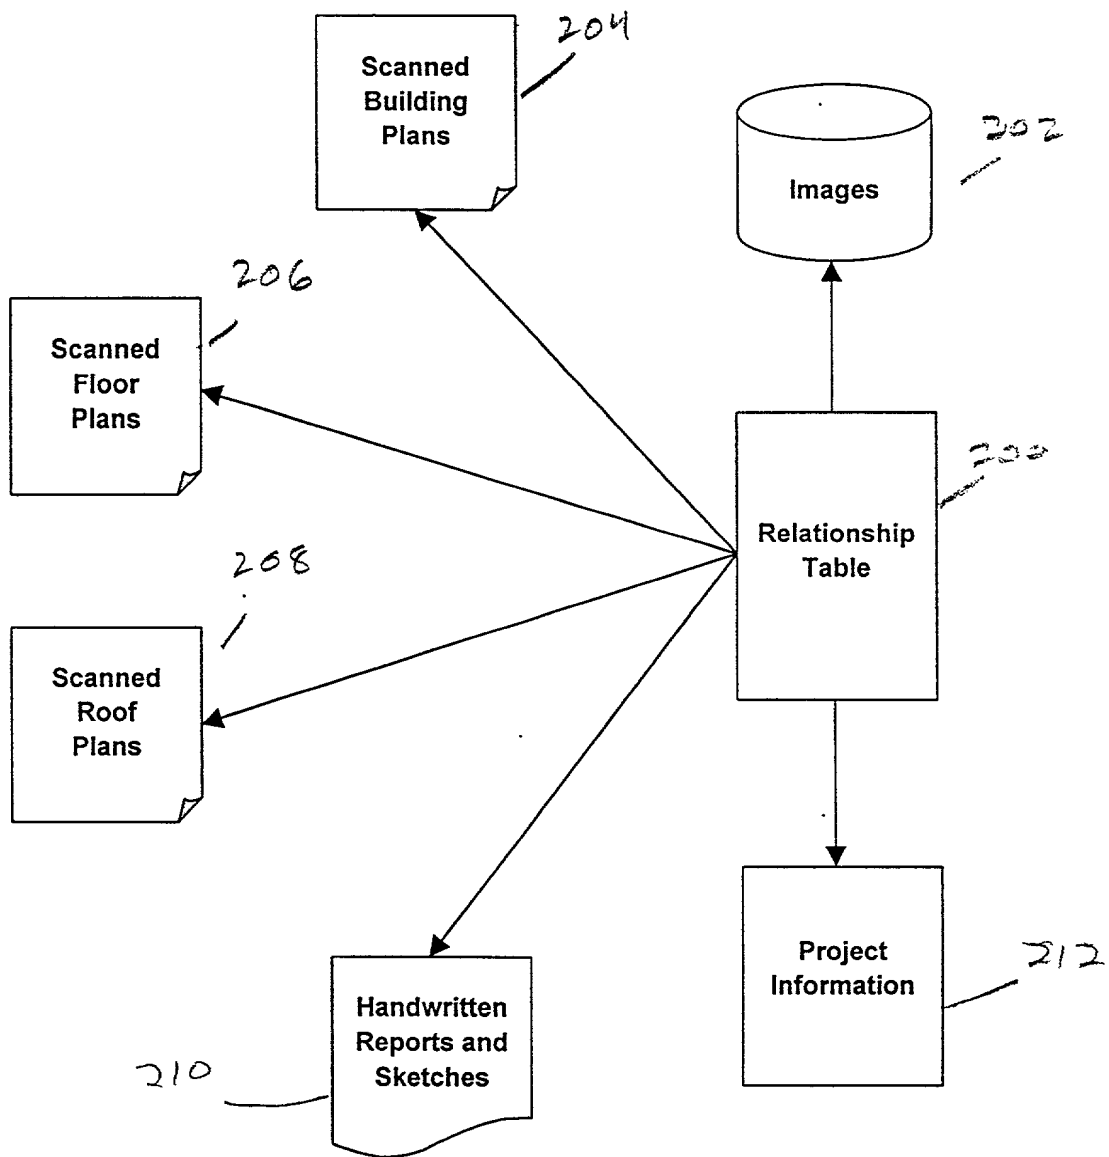 204
Scanned
Building
Plans
202
Images
206
Scanned
Floor
Plans
200
Relationship
Table
208
Scanned
Roof
Plans
Project
Information
212
Handwritten
Reports and
Sketches
210